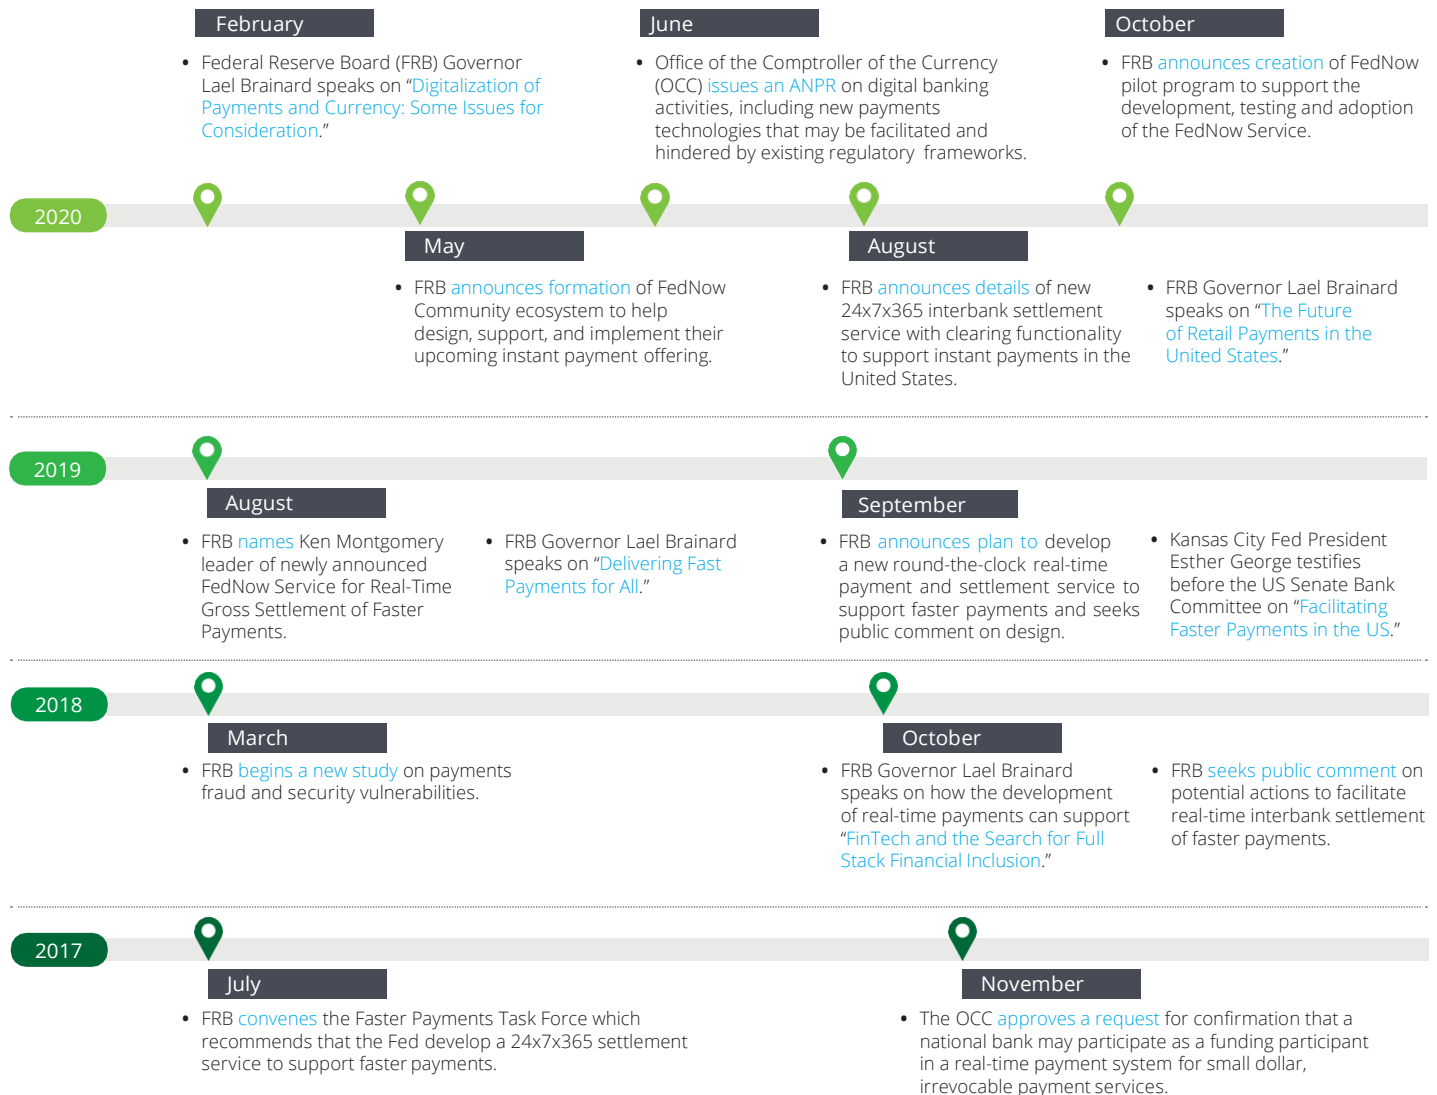 February
• Federal Reserve Board (FRB) Governor
Lael Brainard speaks on “Digitalization of
Payments and Currency: Some Issues for
Consideration.”
June
• Office of the Comptroller of the Currency
(OCC) issues an ANPR on digital banking
activities, including new payments
technologies that may be facilitated and
hindered by existing regulatory frameworks.
October
• FRB announces creation of FedNow
pilot program to support the
development, testing and adoption
of the FedNow Service.
2020
May
• FRB announces formation of FedNow
Community ecosystem to help
design, support, and implement their
upcoming instant payment offering.
August
• FRB announces details of new
24x7x365 interbank settlement
service with clearing functionality
to support instant payments in the
United States.
• FRB Governor Lael Brainard
speaks on “The Future
of Retail Payments in the
United States.”
2019
August
• FRB names Ken Montgomery
leader of newly announced
FedNow Service for Real-Time
Gross Settlement of Faster
Payments.
• FRB Governor Lael Brainard
speaks on “Delivering Fast
Payments for All.”
September
• FRB announces plan to develop
a new round-the-clock real-time
payment and settlement service to
support faster payments and seeks
public comment on design.
• Kansas City Fed President
Esther George testifies
before the US Senate Bank
Committee on “Facilitating
Faster Payments in the US.”
2018
March
• FRB begins a new study on payments
fraud and security vulnerabilities.
October
• FRB Governor Lael Brainard
speaks on how the development
of real-time payments can support
“FinTech and the Search for Full
Stack Financial Inclusion.”
• FRB seeks public comment on
potential actions to facilitate
real-time interbank settlement
of faster payments.
2017
July
• FRB convenes the Faster Payments Task Force which
recommends that the Fed develop a 24x7x365 settlement
service to support faster payments.
November
• The OCC approves a request for confirmation that a
national bank may participate as a funding participant
in a real-time payment system for small dollar,
irrevocable payment services.